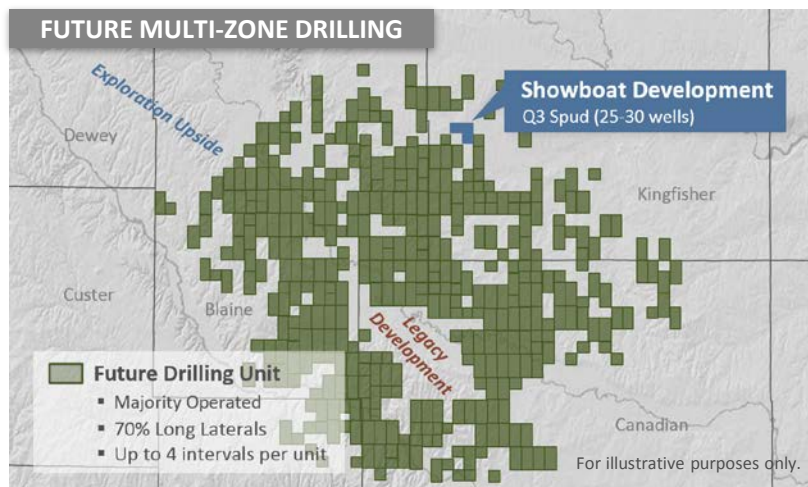 FUTURE MULTI-ZONE DRILLING
Exploration Upside
Showboat Development
Q3 Spud (25-30 wells)
Dewey
Kingfisher
Custer
Blaine
Legacy
Development
Future Drilling Unit
▪ Majority Operated
▪ 70% Long Laterals
▪ Up to 4 intervals per unit
Canadian
For illustrative purposes only.